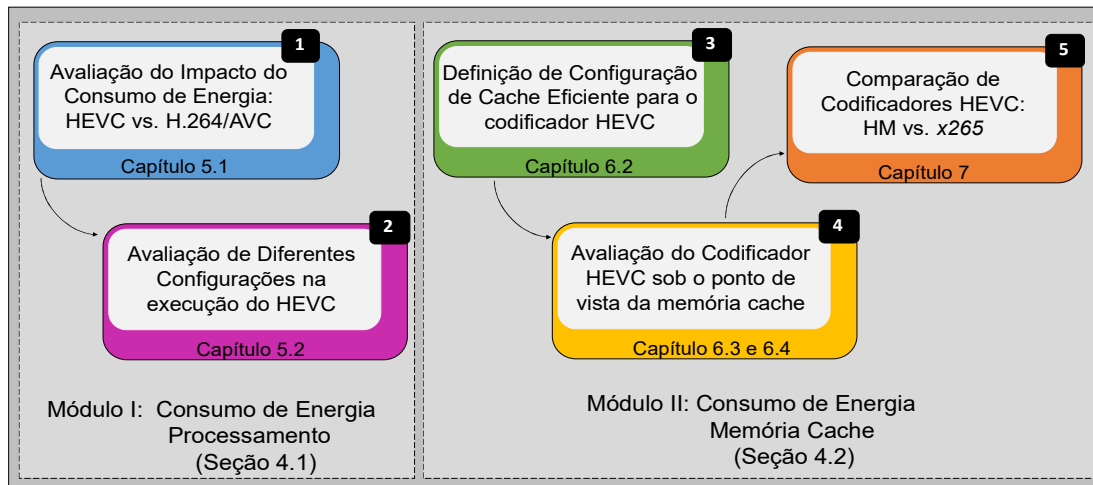 1
Avaliação do Impacto do
Consumo de Energia:
HEVC vs. H.264/AVC
Capítulo 5.1
2
Avaliação de Diferentes
Configurações na
execução do HEVC
Capítulo 5.2
Módulo I: Consumo de Energia
Processamento
(Seção 4.1)
3
Definição de Configuração
de Cache Eficiente para o
codificador HEVC
Capítulo 6.2
4
Avaliação do Codificador
HEVC sob o ponto de
vista da memória cache
Capítulo 6.3 e 6.4
5
Comparação de
Codificadores HEVC:
HM vs. x265
Capítulo 7
Módulo II: Consumo de Energia
Memória Cache
(Seção 4.2)